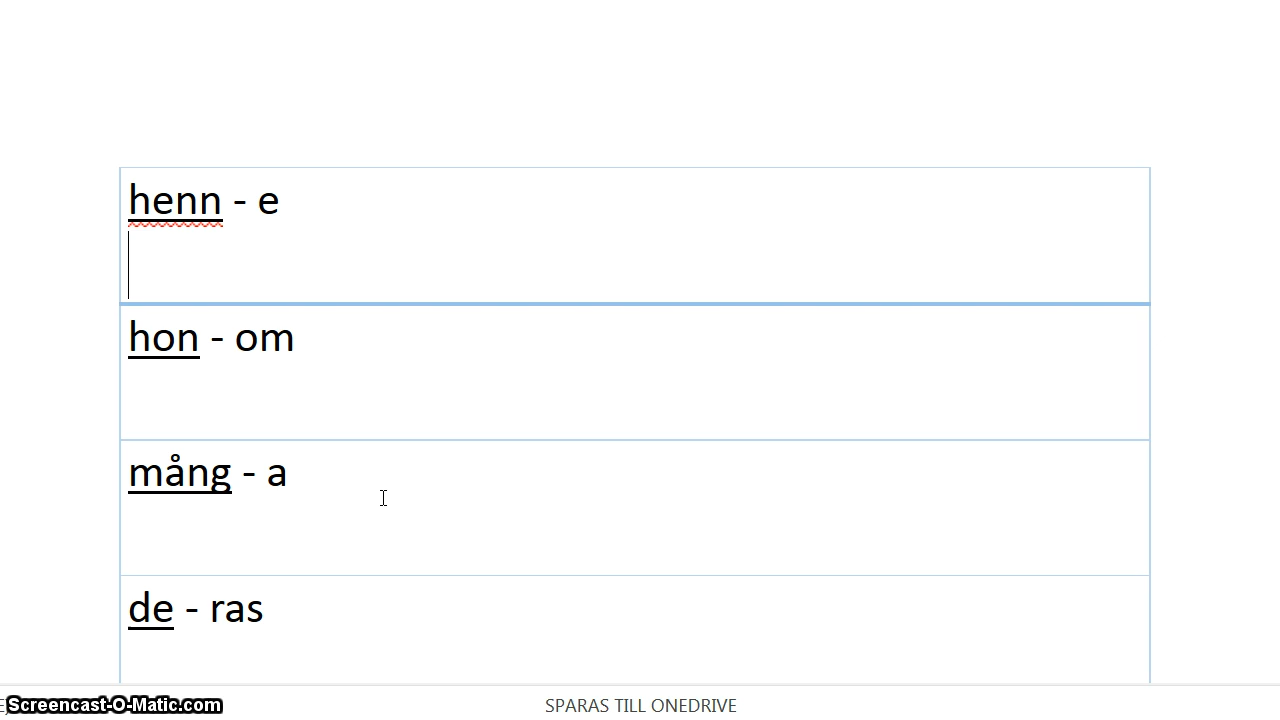 henn - e
hon - om
mång - a
de - ras
Screencast-O-Matic.com
SPARAS TILL ONEDRIVE